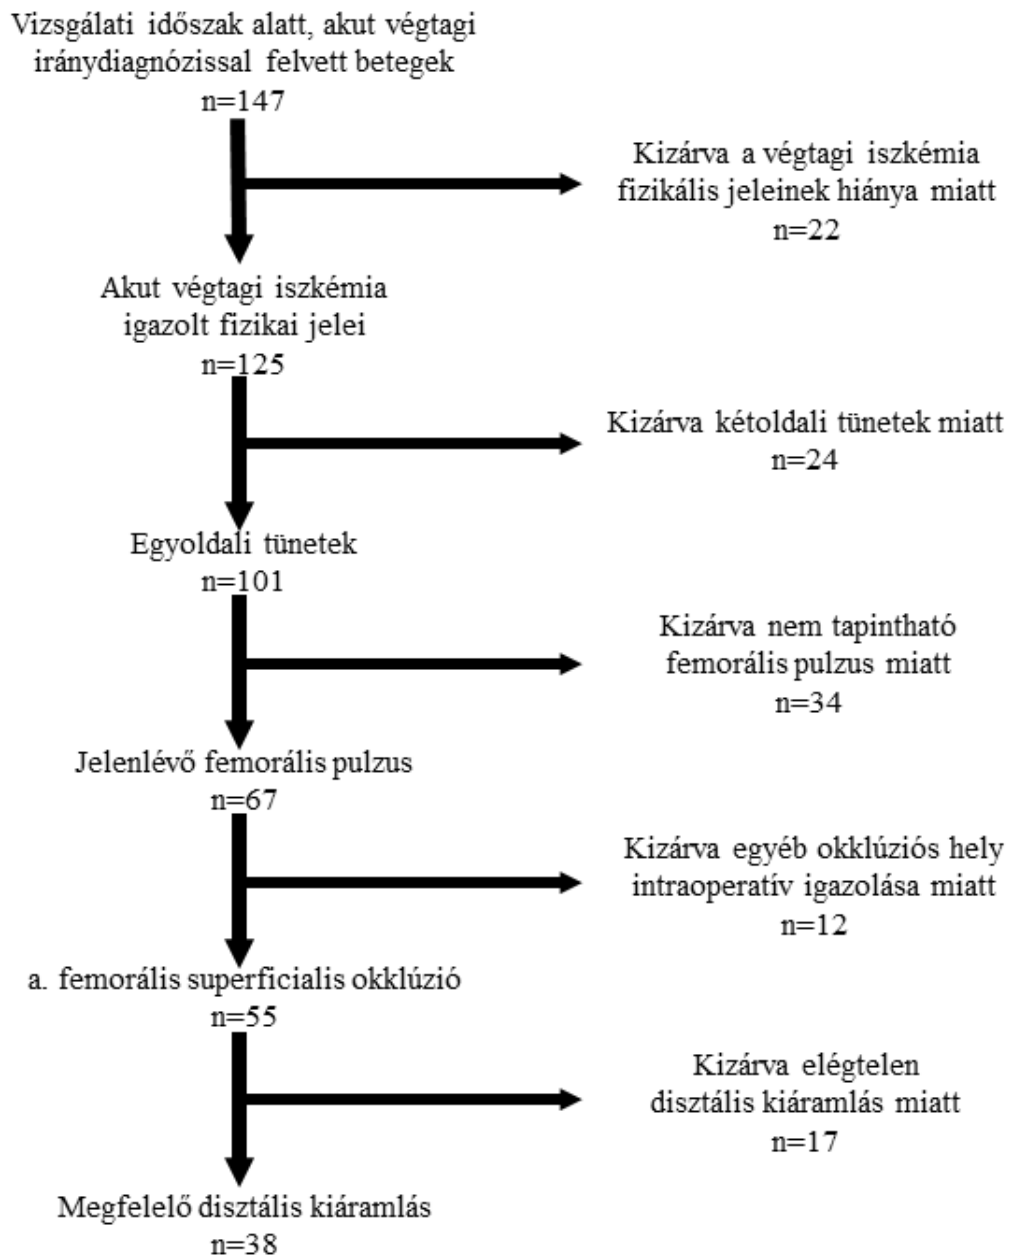 Vizsgálati időszak alatt, akut végtagi
iránydiagnózissal felvett betegek
n=147
Kizárva a végtagi iszkémia
fizikális jeleinek hiánya miatt
n=22
Akut végtagi iszkémia
igazolt fizikai jelei
n=125
Kizárva kétoldali tünetek miatt
n=24
Egyoldali tünetek
n=101
Kizárva nem tapintható
femorális pulzus miatt
n=34
Jelenlévő femorális pulzus
n=67
Kizárva egyéb okklúziós hely
intraoperatív igazolása miatt
n=12
a. femorális superficialis okklúzió
n=55
Kizárva elégtelen
disztális kiáramlás miatt
n=17
Megfelelő disztális kiáramlás
n=38